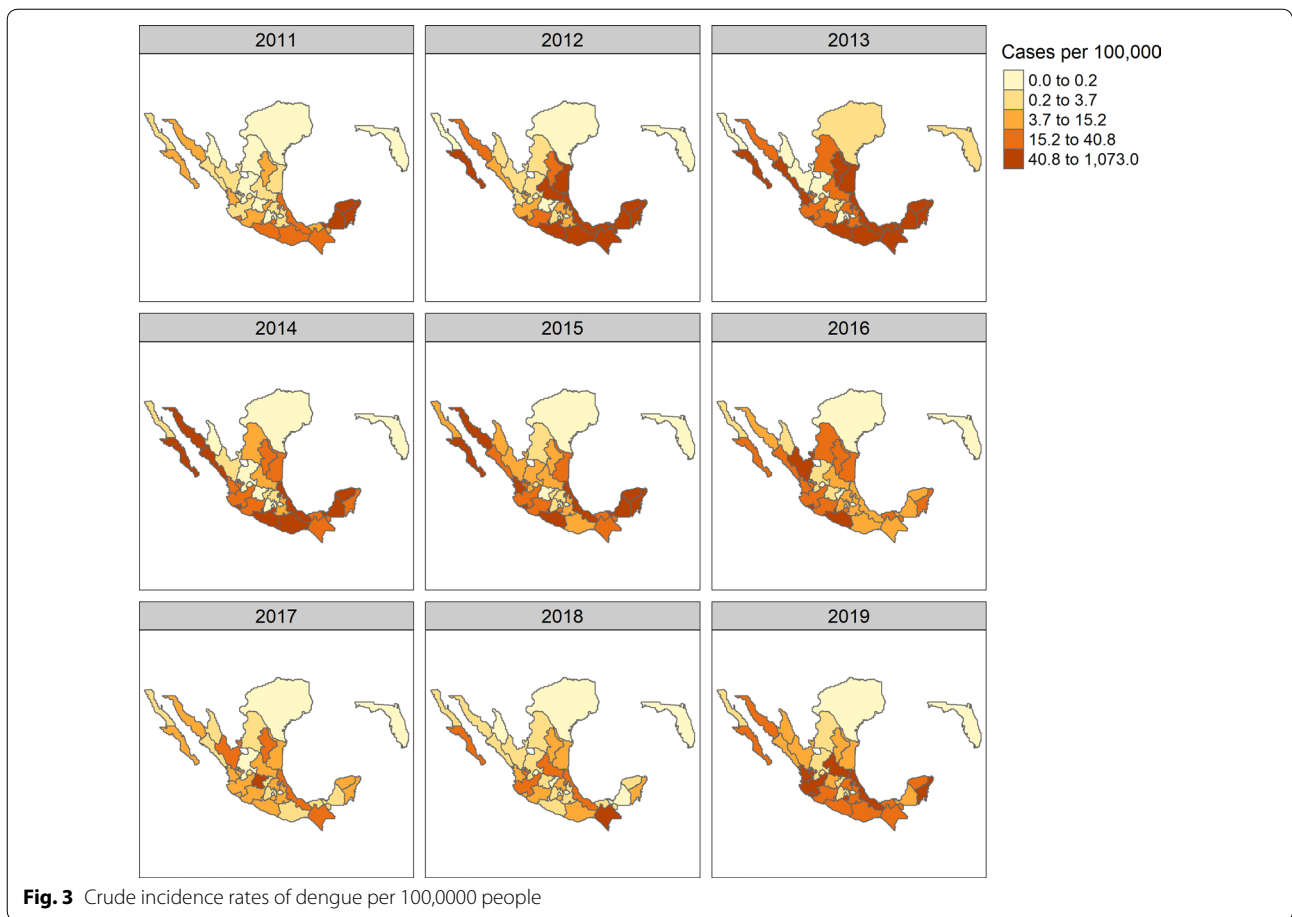 2011
2012
2013
Cases per 100,000
0.0 to 0.2
0.2 to 3.7
3.7 to 15.2
15.2 to 40.8
40.8 to 1,073.0
2014
2015
2016
2017
2018
2019
Fig. 3 Crude incidence rates of dengue per 100,0000 people